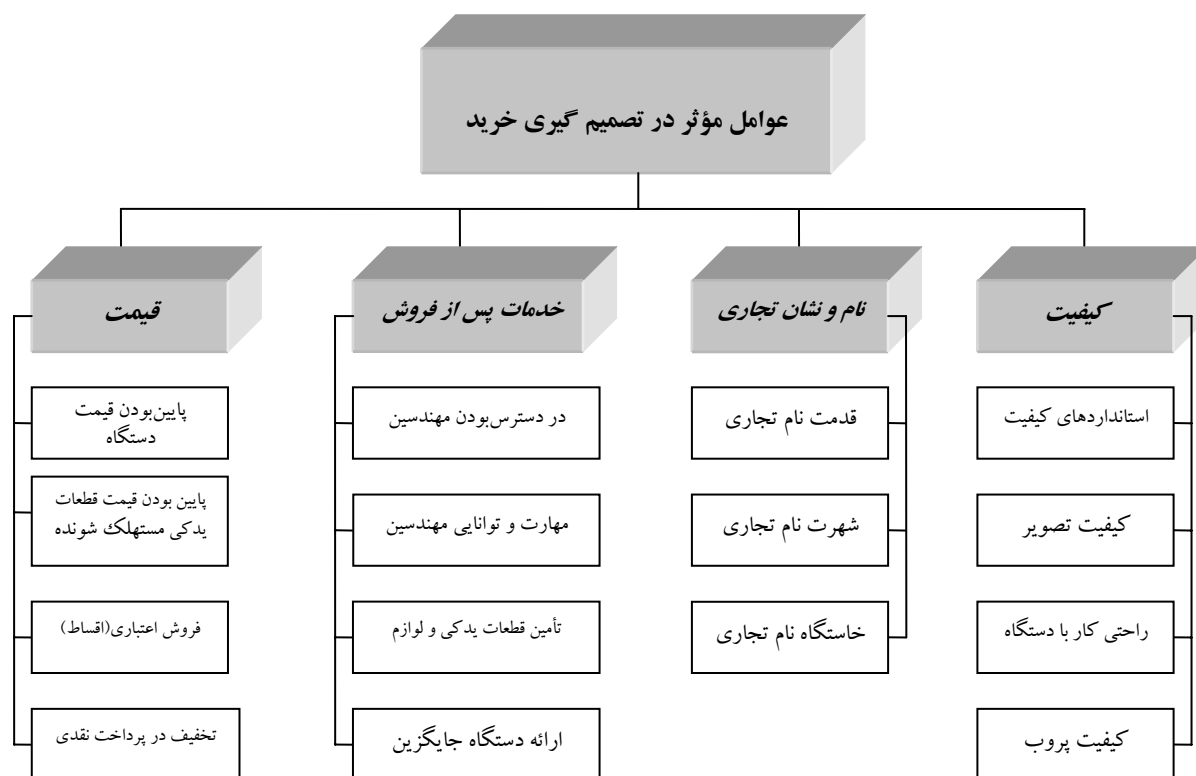 عوامل مؤثر در تصمیم گیری خرید
کیفیت
استانداردهای کیفیت
کیفیت تصویر
راحتی کار با دستگاه
کیفیت پروب
نام و نشان تجاری
قدمت نام تجاری
شهرت نام تجاری
خاستگاه نام تجاری
خدمات پس از فروش
در دسترس‌بودن مهندسین
مهارت و توانایی مهندسین
تأمین قطعات یدکی و لوازم
ارائه دستگاه جایگزین
قیمت
پایین‌بودن قیمت
دستگاه
پایین بودن قیمت قطعات
یدکی مستهلک شونده
فروش اعتباری(اقساط)
تخفیف در پرداخت نقدی